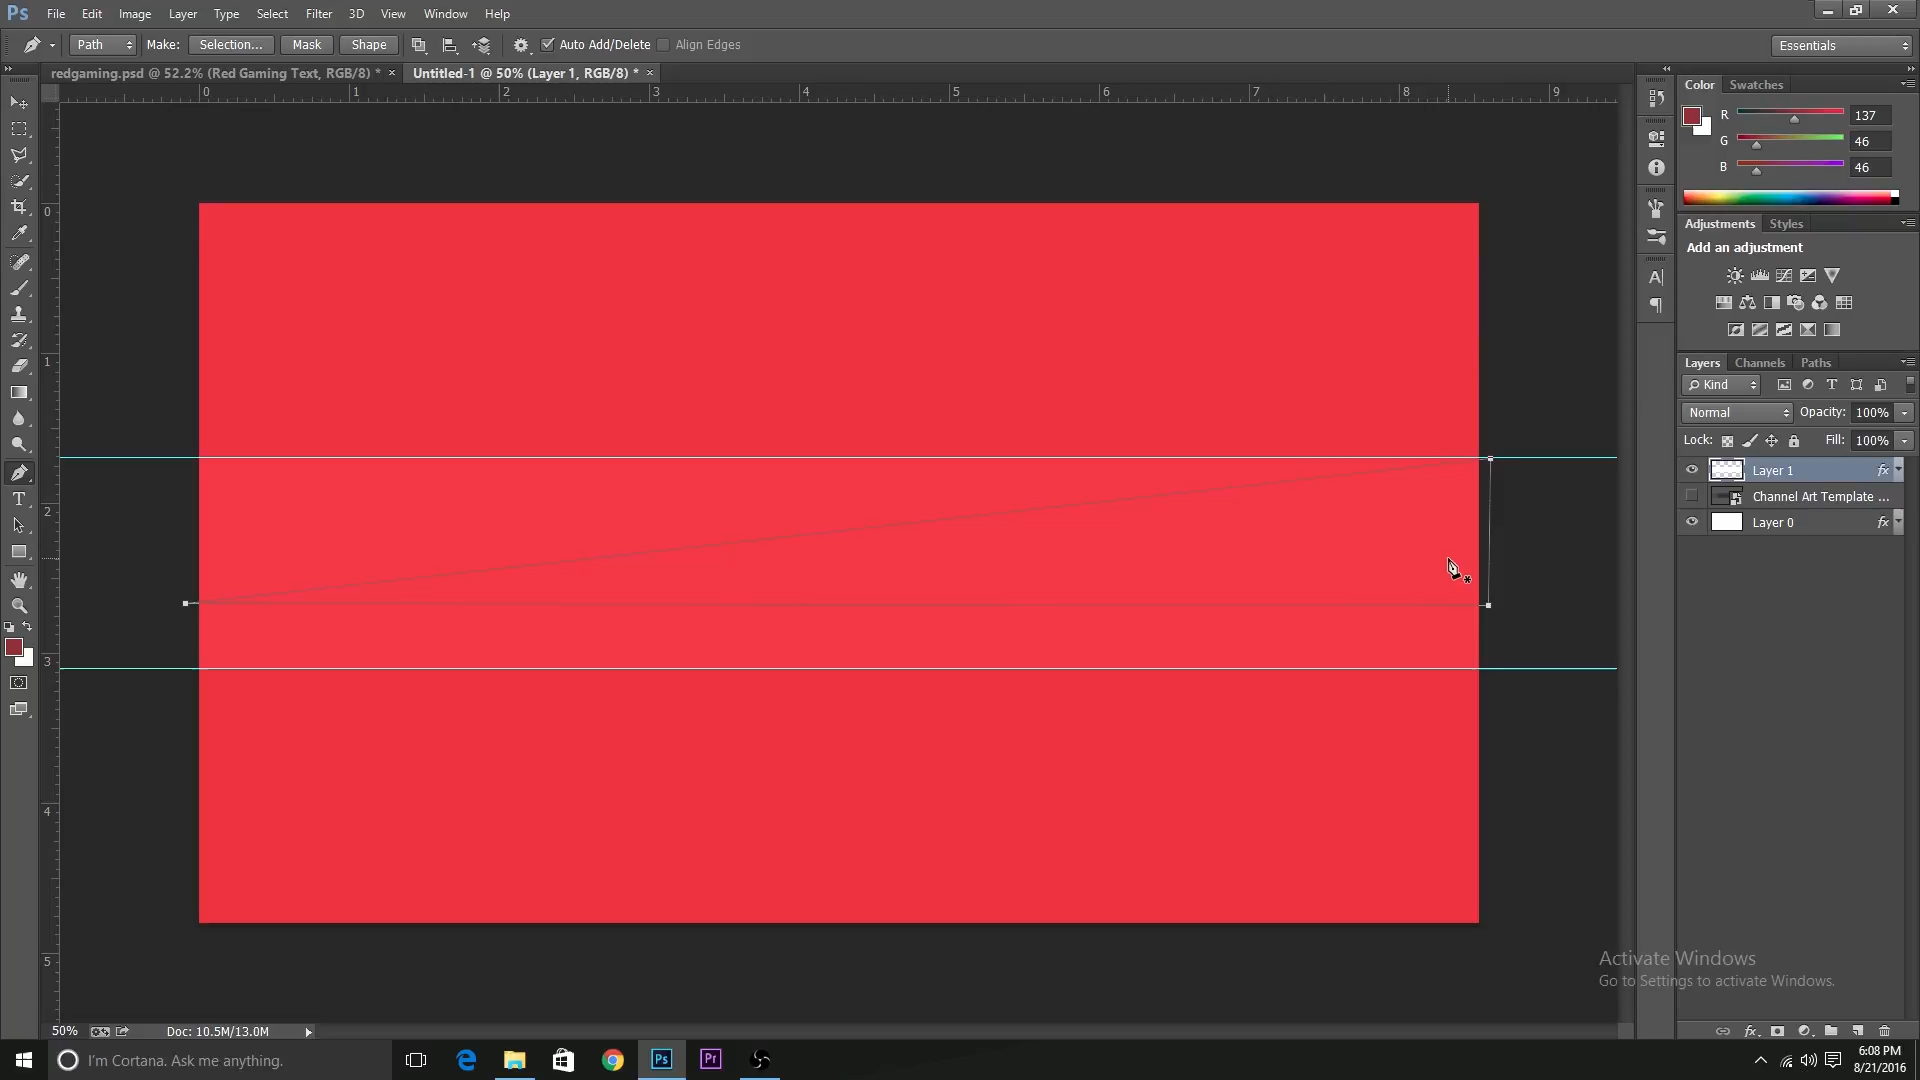 Ps File Edit Image Layer Type Select Filter 3D View Window Help
Path Make: Selection... Mask Shape Auto Add/Delete Align Edges Essentials
redgaming.psd @ 52.2% (Red Gaming Text, RGB/8) * × Untitled-1 @ 50% (Layer 1, RGB/8) * ×
0 1 2 3 4 5 6 7 8 9
0
1
2
3
4
5
Color Swatches
R 137
G 46
B 46
Adjustments Styles
Add an adjustment
Layers Channels Paths
Kind T
Normal Opacity: 100%
Lock: Fill: 100%
Layer 1 fx
Channel Art Template ...
Layer 0 fx
Activate Windows
Go to Settings to activate Windows.
50% Doc: 10.5M/13.0M fx
I'm Cortana. Ask me anything. Ps Pr 6:08 PM
8/21/2016